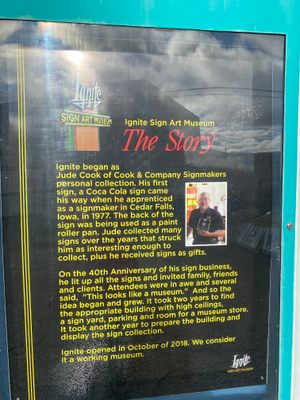 Ignite
SIGN ART MUSEUM
Ignite Sign Art Museum
The Story
Ignite began as
Jude Cook of Cook & Company Signmakers
personal collection. His first
sign, a Coca Cola sign came
his way when he apprenticed
as a signmaker in Cedar Falls,
Iowa, in 1977. The back of the
sign was being used as a paint
roller pan. Jude collected many
signs over the years that struck
him as interesting enough to
collect, plus he received signs as gifts.
On the 40th Anniversary of his sign business,
he lit up all the signs and invited family, friends
and clients. Attendees were in awe and several
said, "This looks like a museum." And so the
idea began and grew. It took two years to find
the appropriate building with high ceilings,
a sign yard, parking and room for a museum store.
It took another year to prepare the building and
display the sign collection.
Ignite opened in October of 2018. We consider
it a working museum.
Ignite
SIGN ART MUSEUM